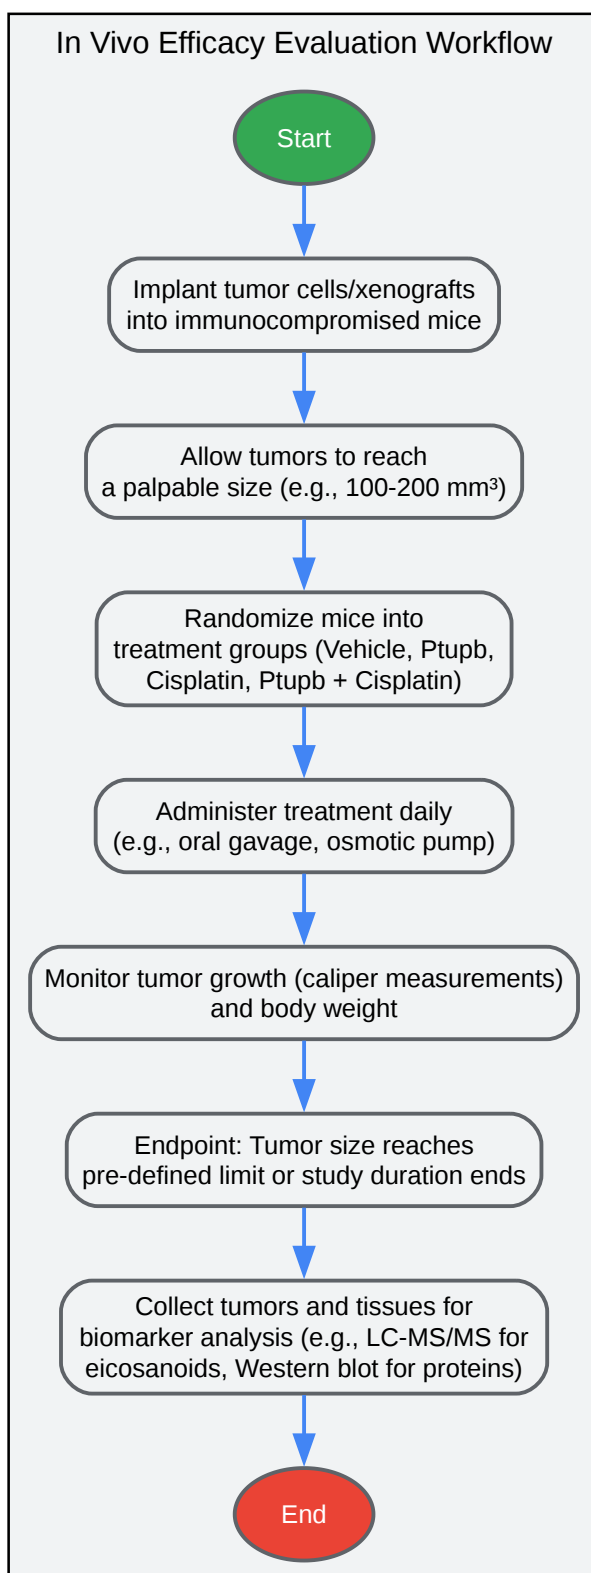 In Vivo Efficacy Evaluation Workflow
Start
Implant tumor cells/xenografts
into immunocompromised mice
Allow tumors to reach
a palpable size (e.g., 100-200 mm³)
Randomize mice into
treatment groups (Vehicle, Ptupb,
Cisplatin, Ptupb + Cisplatin)
Administer treatment daily
(e.g., oral gavage, osmotic pump)
Monitor tumor growth (caliper measurements)
and body weight
Endpoint: Tumor size reaches
pre-defined limit or study duration ends
Collect tumors and tissues for
biomarker analysis (e.g., LC-MS/MS for
eicosanoids, Western blot for proteins)
End